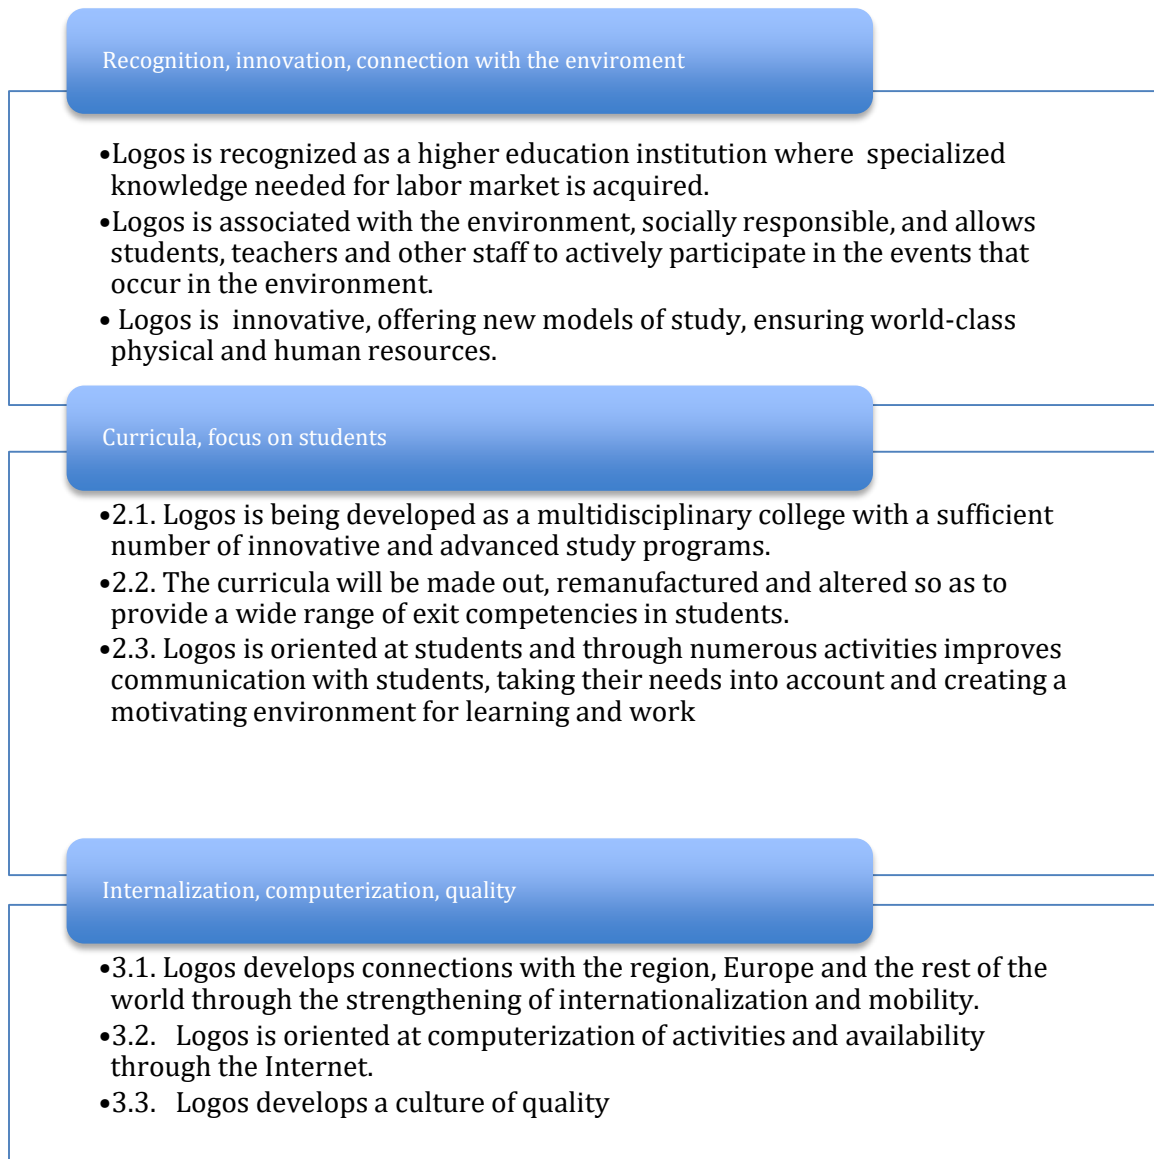 Recognition, innovation, connection with the enviroment
•Logos is recognized as a higher education institution where specialized
knowledge needed for labor market is acquired.
•Logos is associated with the environment, socially responsible, and allows
students, teachers and other staff to actively participate in the events that
occur in the environment.
• Logos is innovative, offering new models of study, ensuring world-class
physical and human resources.
Curricula, focus on students
•2.1. Logos is being developed as a multidisciplinary college with a sufficient
number of innovative and advanced study programs.
•2.2. The curricula will be made out, remanufactured and altered so as to
provide a wide range of exit competencies in students.
•2.3. Logos is oriented at students and through numerous activities improves
communication with students, taking their needs into account and creating a
motivating environment for learning and work
Internalization, computerization, quality
•3.1. Logos develops connections with the region, Europe and the rest of the
world through the strengthening of internationalization and mobility.
•3.2. Logos is oriented at computerization of activities and availability
through the Internet.
•3.3. Logos develops a culture of quality